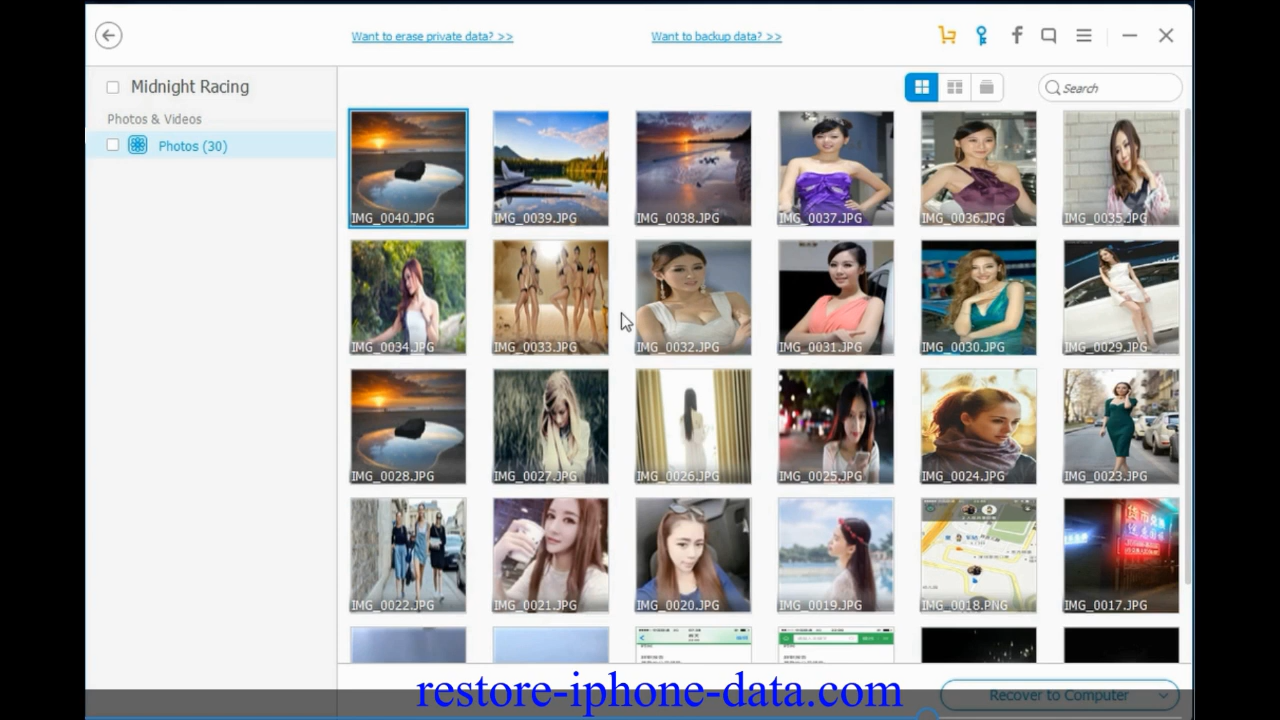 Want to erase private data? >>
Want to backup data? >>
Midnight Racing
Search
Photos & Videos
Photos (30)
IMG_0040.JPG
IMG_0039.JPG
IMG_0038.JPG
IMG_0037.JPG
IMG_0036.JPG
IMG_0035.JPG
IMG_0034.JPG
IMG_0033.JPG
IMG_0032.JPG
IMG_0031.JPG
IMG_0030.JPG
IMG_0029.JPG
IMG_0028.JPG
IMG_0027.JPG
IMG_0026.JPG
IMG_0025.JPG
IMG_0024.JPG
IMG_0023.JPG
IMG_0022.JPG
IMG_0021.JPG
IMG_0020.JPG
IMG_0019.JPG
IMG_0018.PNG
IMG_0017.JPG
restore-iphone-data.com
Recover to Computer